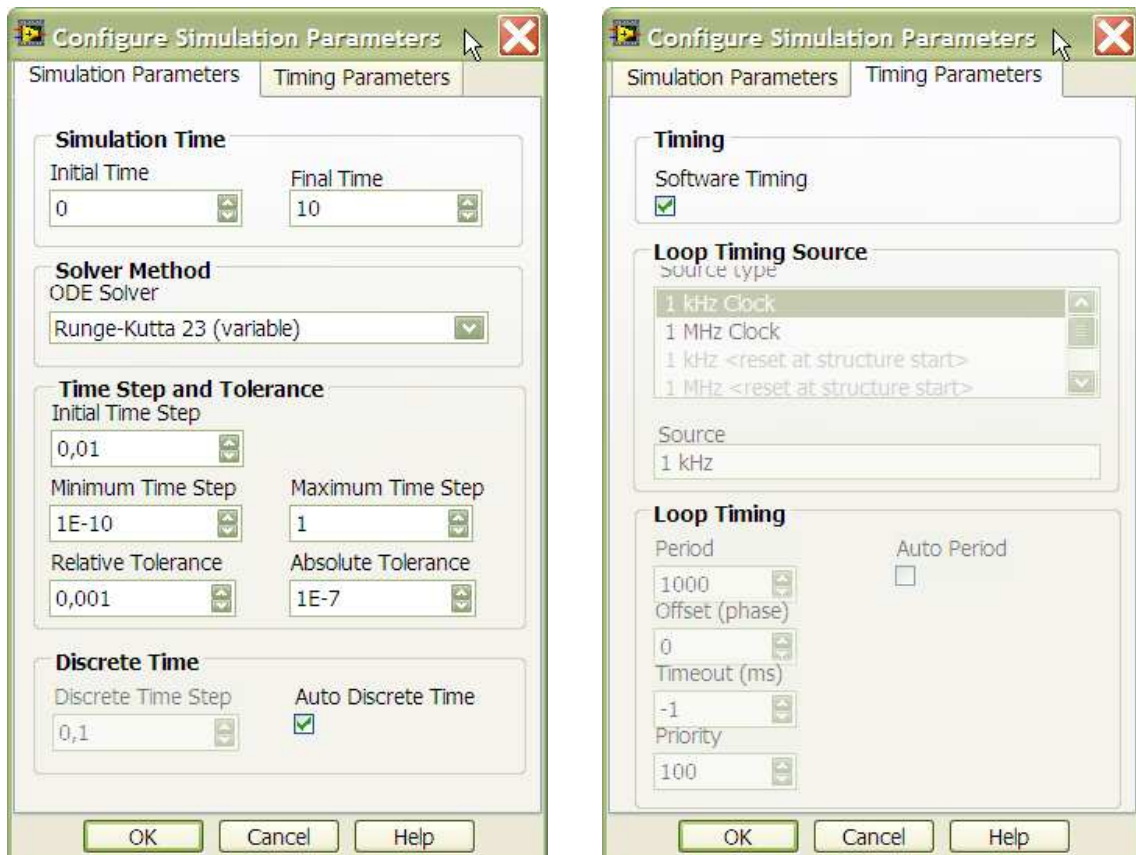 Configure Simulation Parameters
Simulation Parameters Timing Parameters
Simulation Time
Initial Time Final Time
0 10
Solver Method
ODE Solver
Runge-Kutta 23 (variable)
Time Step and Tolerance
Initial Time Step
0,01
Minimum Time Step Maximum Time Step
1E-10 1
Relative Tolerance Absolute Tolerance
0,001 1E-7
Discrete Time
Discrete Time Step Auto Discrete Time
0,1
OK Cancel Help
Configure Simulation Parameters
Simulation Parameters Timing Parameters
Timing
Software Timing
Loop Timing Source
Source type
1 kHz Clock
1 MHz Clock
1 kHz <reset at structure start>
1 MHz <reset at structure start>
Source
1 kHz
Loop Timing
Period Auto Period
1000
Offset (phase)
0
Timeout (ms)
-1
Priority
100
OK Cancel Help